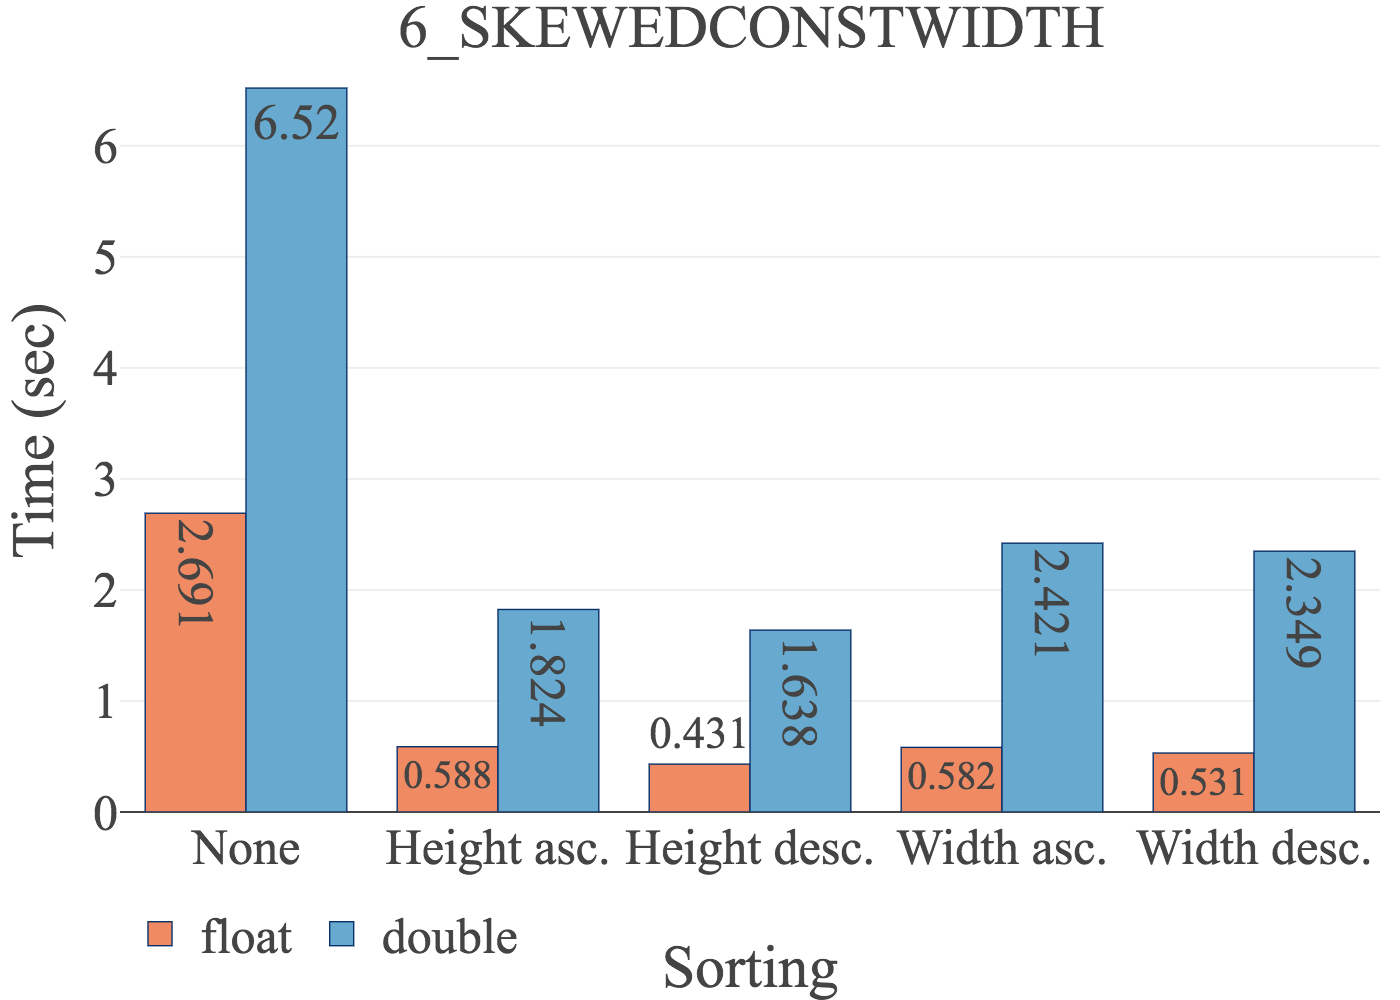 6_SKEWEDCONSTWIDTH
Time (sec)
6
5
4
3
2
1
0
2.691
6.52
0.588
1.824
0.431
1.638
0.582
2.421
0.531
2.349
None
Height asc.
Height desc.
Width asc.
Width desc.
float
double
Sorting